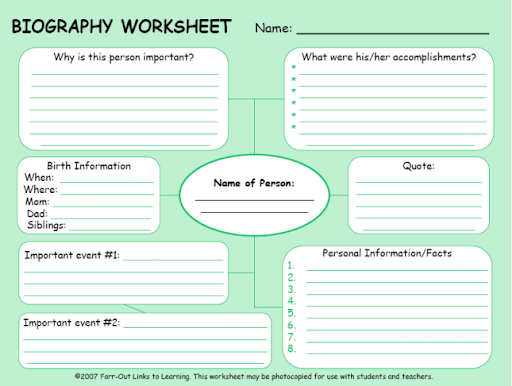 BIOGRAPHY WORKSHEET
Name:
Why is this person important?
What were his/her accomplishments?
*
*
*
*
*
*
Birth Information
When:
Where:
Mom:
Dad:
Siblings:
Name of Person:
Quote:
Important event #1:
Important event #2:
Personal Information/Facts
1.
2.
3.
4.
5.
6.
7.
8.
©2007 Farr-Out Links to Learning. This worksheet may be photocopied for use with students and teachers.